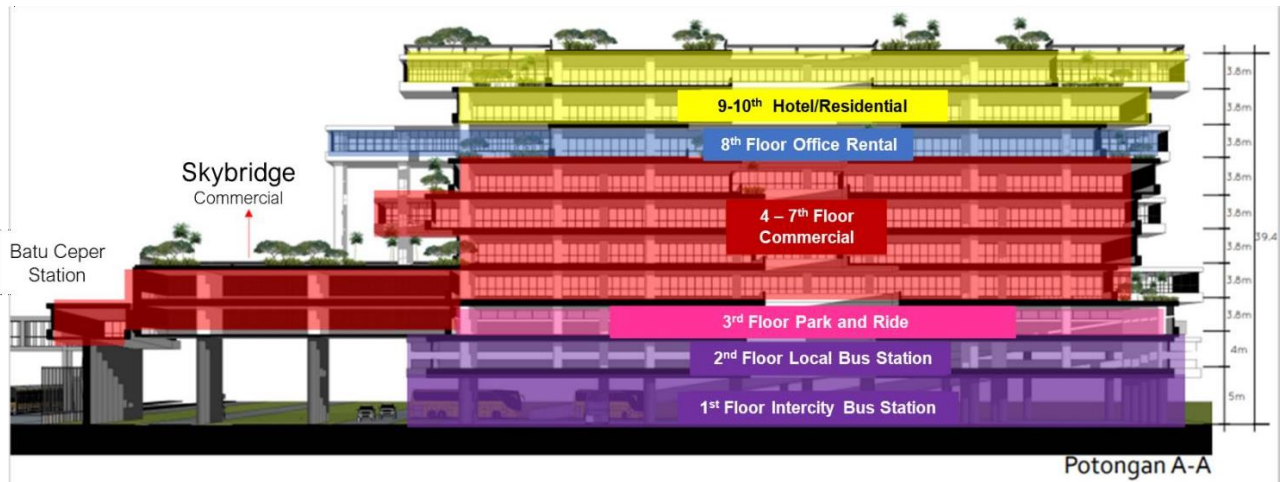 9-10th Hotel/Residential
8th Floor Office Rental
Skybridge
Commercial
4 – 7th Floor
Commercial
Batu Ceper
Station
3rd Floor Park and Ride
2nd Floor Local Bus Station
1st Floor Intercity Bus Station
3.8m
3.8m
3.8m
3.8m
3.8m
3.8m
3.8m
3.8m
4m
5m
39.4
Potongan A-A